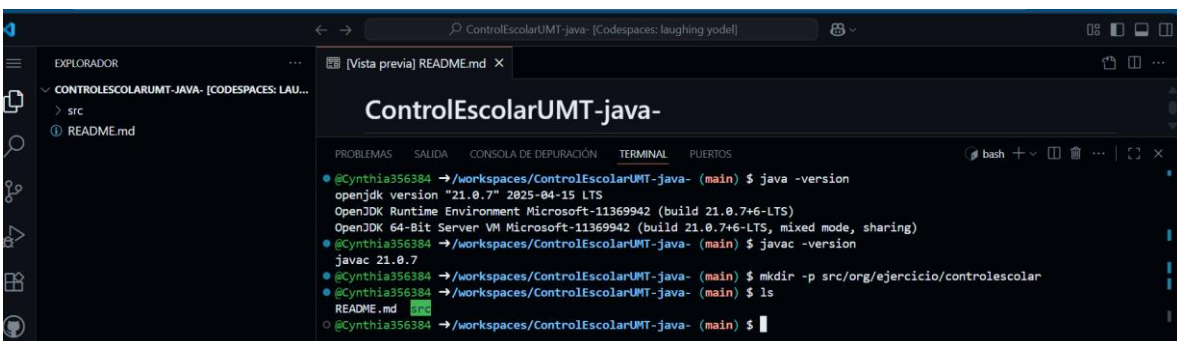 ControlEscolarUMT-java- [Codespaces: laughing yodel]
EXPLORADOR
CONTROLESCOLARUMT-JAVA- [CODESPACES: LAU...
src
README.md
[Vista previa] README.md
ControlEscolarUMT-java-
PROBLEMAS SALIDA CONSOLA DE DEPURACIÓN TERMINAL PUERTOS
bash
@Cynthia356384 →/workspaces/ControlEscolarUMT-java- (main) $ java -version
openjdk version "21.0.7" 2025-04-15 LTS
OpenJDK Runtime Environment Microsoft-11369942 (build 21.0.7+6-LTS)
OpenJDK 64-Bit Server VM Microsoft-11369942 (build 21.0.7+6-LTS, mixed mode, sharing)
@Cynthia356384 →/workspaces/ControlEscolarUMT-java- (main) $ javac -version
javac 21.0.7
@Cynthia356384 →/workspaces/ControlEscolarUMT-java- (main) $ mkdir -p src/org/ejercicio/controlescolar
@Cynthia356384 →/workspaces/ControlEscolarUMT-java- (main) $ ls
README.md src
@Cynthia356384 →/workspaces/ControlEscolarUMT-java- (main) $